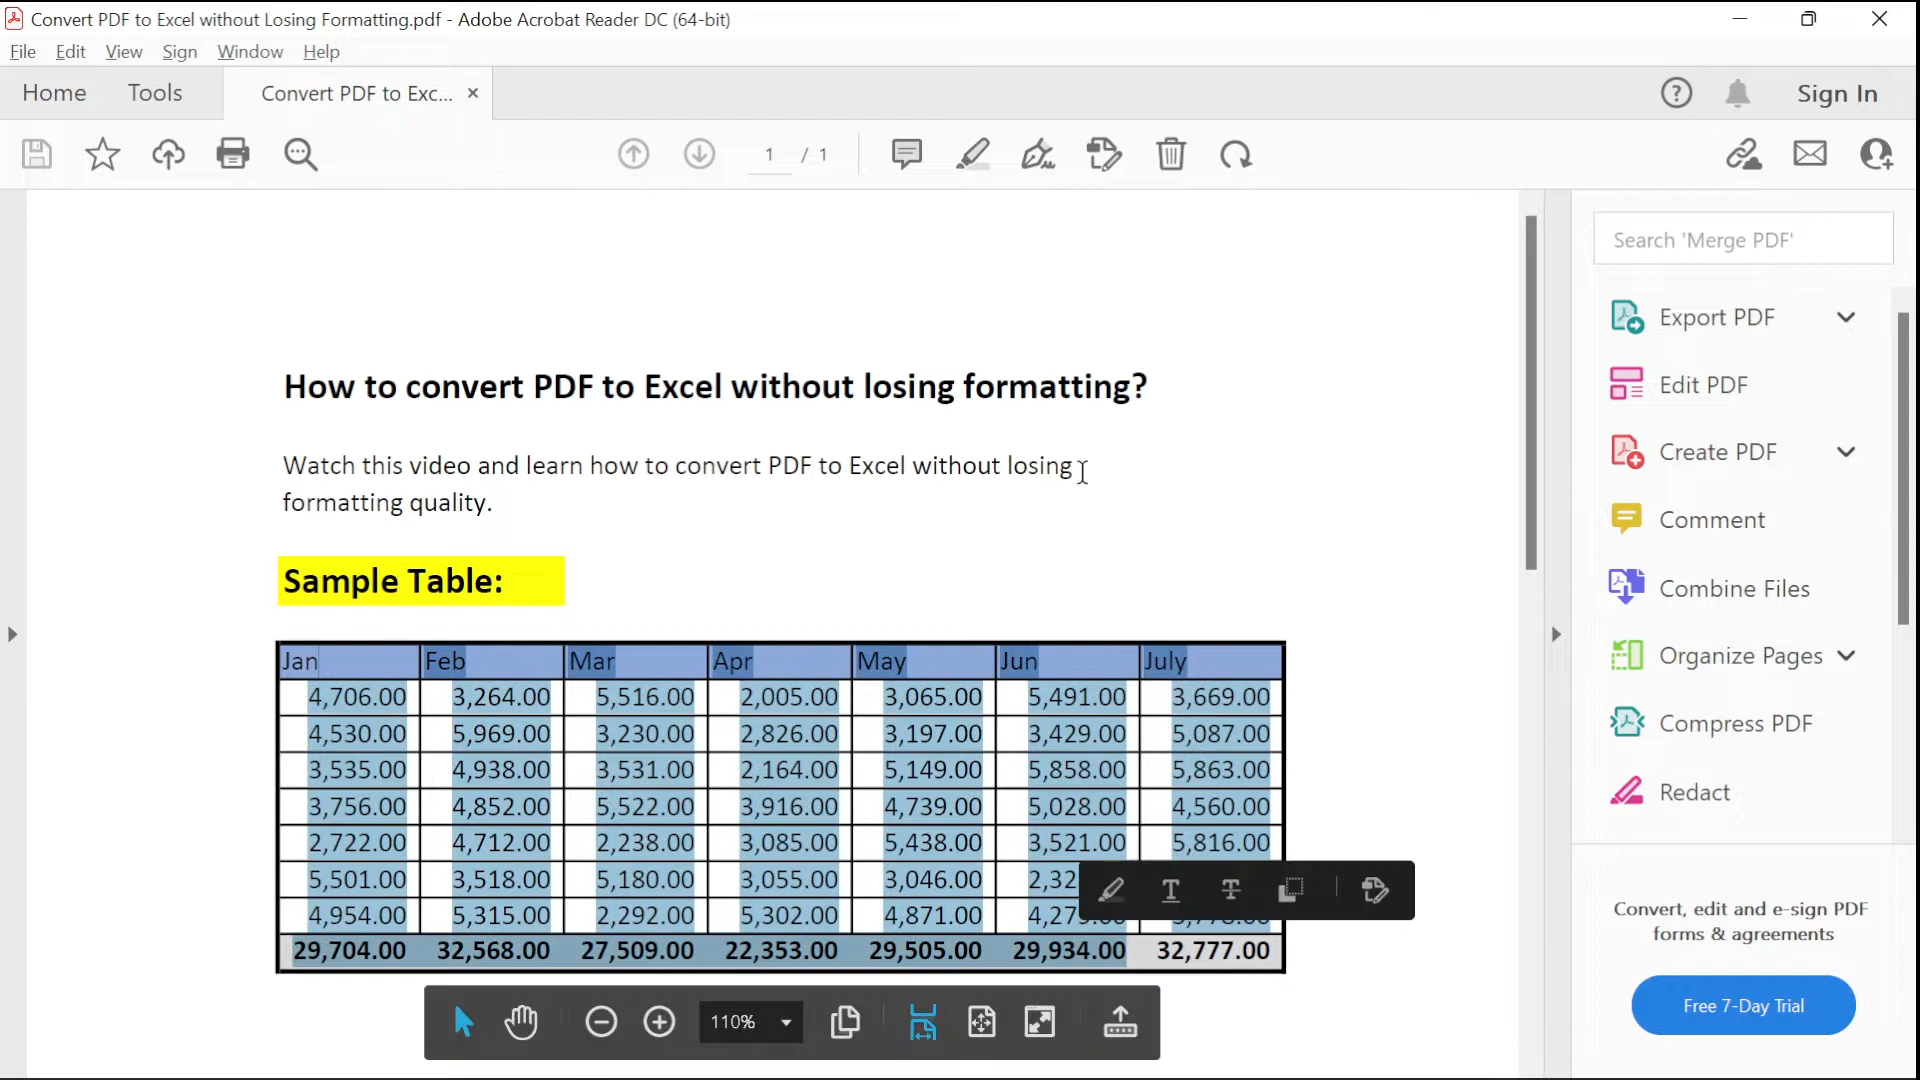 Convert PDF to Excel without Losing Formatting.pdf - Adobe Acrobat Reader DC (64-bit)
File Edit View Sign Window Help
Home Tools Convert PDF to Exc... Sign In
1 / 1
Search 'Merge PDF'
Export PDF
Edit PDF
Create PDF
Comment
Combine Files
Organize Pages
Compress PDF
Redact
Convert, edit and e-sign PDF
forms & agreements
Free 7-Day Trial
How to convert PDF to Excel without losing formatting?
Watch this video and learn how to convert PDF to Excel without losing
formatting quality.
Sample Table:
Jan Feb Mar Apr May Jun July
4,706.00 3,264.00 5,516.00 2,005.00 3,065.00 5,491.00 3,669.00
4,530.00 5,969.00 3,230.00 2,826.00 3,197.00 3,429.00 5,087.00
3,535.00 4,938.00 3,531.00 2,164.00 5,149.00 5,858.00 5,863.00
3,756.00 4,852.00 5,522.00 3,916.00 4,739.00 5,028.00 4,560.00
2,722.00 4,712.00 2,238.00 3,085.00 5,438.00 3,521.00 5,816.00
5,501.00 3,518.00 5,180.00 3,055.00 3,046.00
4,954.00 5,315.00 2,292.00 5,302.00 4,871.00
29,704.00 32,568.00 27,509.00 22,353.00 29,505.00 29,934.00 32,777.00
110%